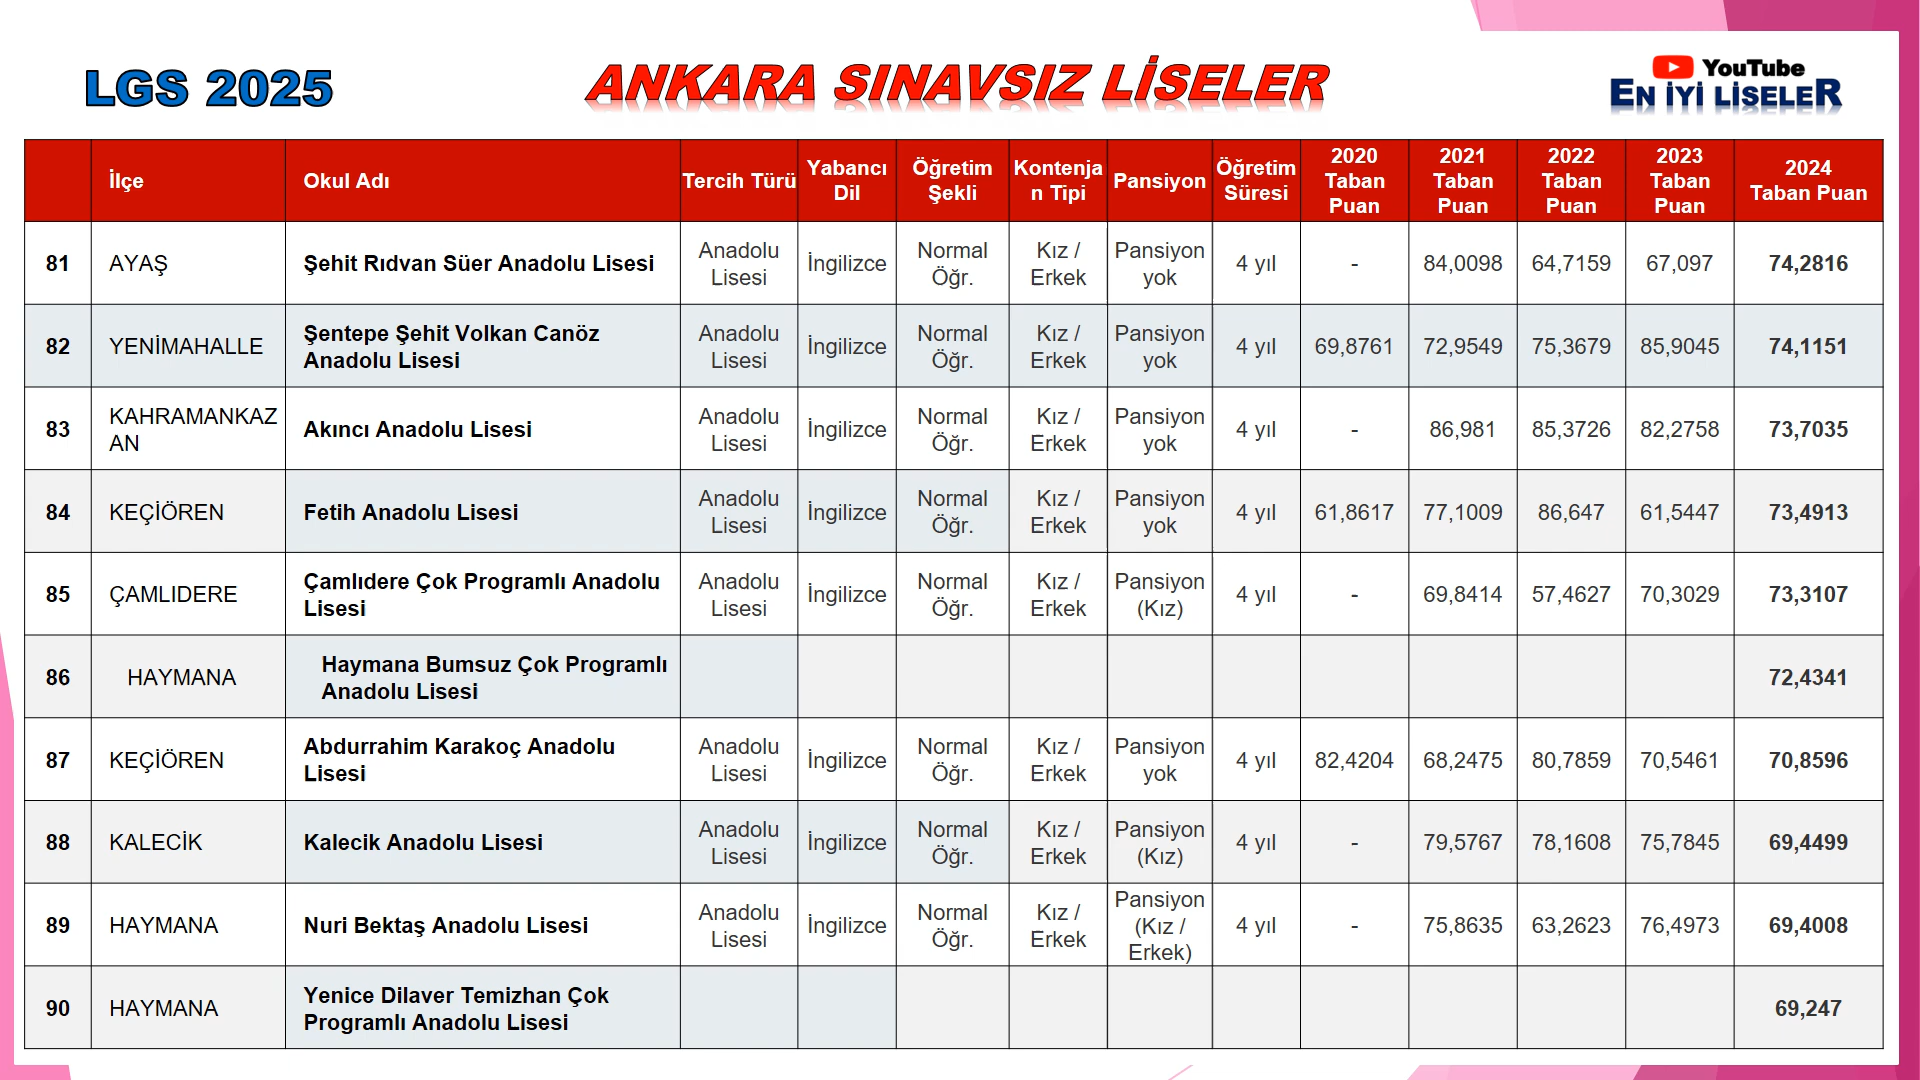 LGS 2025
ANKARA SINAVSIZ LİSELER
YouTube
EN İYİ LİSELER
İlçe
Okul Adı
Tercih Türü
Yabancı
Dil
Öğretim
Şekli
Kontenja
n Tipi
Pansiyon
Öğretim
Süresi
2020
Taban
Puan
2021
Taban
Puan
2022
Taban
Puan
2023
Taban
Puan
2024
Taban Puan
81
AYAŞ
Şehit Rıdvan Süer Anadolu Lisesi
Anadolu
Lisesi
İngilizce
Normal
Öğr.
Kız /
Erkek
Pansiyon
yok
4 yıl
-
84,0098
64,7159
67,097
74,2816
82
YENİMAHALLE
Şentepe Şehit Volkan Canöz
Anadolu Lisesi
Anadolu
Lisesi
İngilizce
Normal
Öğr.
Kız /
Erkek
Pansiyon
yok
4 yıl
69,8761
72,9549
75,3679
85,9045
74,1151
83
KAHRAMANKAZ
AN
Akıncı Anadolu Lisesi
Anadolu
Lisesi
İngilizce
Normal
Öğr.
Kız /
Erkek
Pansiyon
yok
4 yıl
-
86,981
85,3726
82,2758
73,7035
84
KEÇİÖREN
Fetih Anadolu Lisesi
Anadolu
Lisesi
İngilizce
Normal
Öğr.
Kız /
Erkek
Pansiyon
yok
4 yıl
61,8617
77,1009
86,647
61,5447
73,4913
85
ÇAMLIDERE
Çamlıdere Çok Programlı Anadolu
Lisesi
Anadolu
Lisesi
İngilizce
Normal
Öğr.
Kız /
Erkek
Pansiyon
(Kız)
4 yıl
-
69,8414
57,4627
70,3029
73,3107
86
HAYMANA
Haymana Bumsuz Çok Programlı
Anadolu Lisesi
72,4341
87
KEÇİÖREN
Abdurrahim Karakoç Anadolu
Lisesi
Anadolu
Lisesi
İngilizce
Normal
Öğr.
Kız /
Erkek
Pansiyon
yok
4 yıl
82,4204
68,2475
80,7859
70,5461
70,8596
88
KALECİK
Kalecik Anadolu Lisesi
Anadolu
Lisesi
İngilizce
Normal
Öğr.
Kız /
Erkek
Pansiyon
(Kız)
4 yıl
-
79,5767
78,1608
75,7845
69,4499
89
HAYMANA
Nuri Bektaş Anadolu Lisesi
Anadolu
Lisesi
İngilizce
Normal
Öğr.
Kız /
Erkek
Pansiyon
(Kız /
Erkek)
4 yıl
-
75,8635
63,2623
76,4973
69,4008
90
HAYMANA
Yenice Dilaver Temizhan Çok
Programlı Anadolu Lisesi
69,247